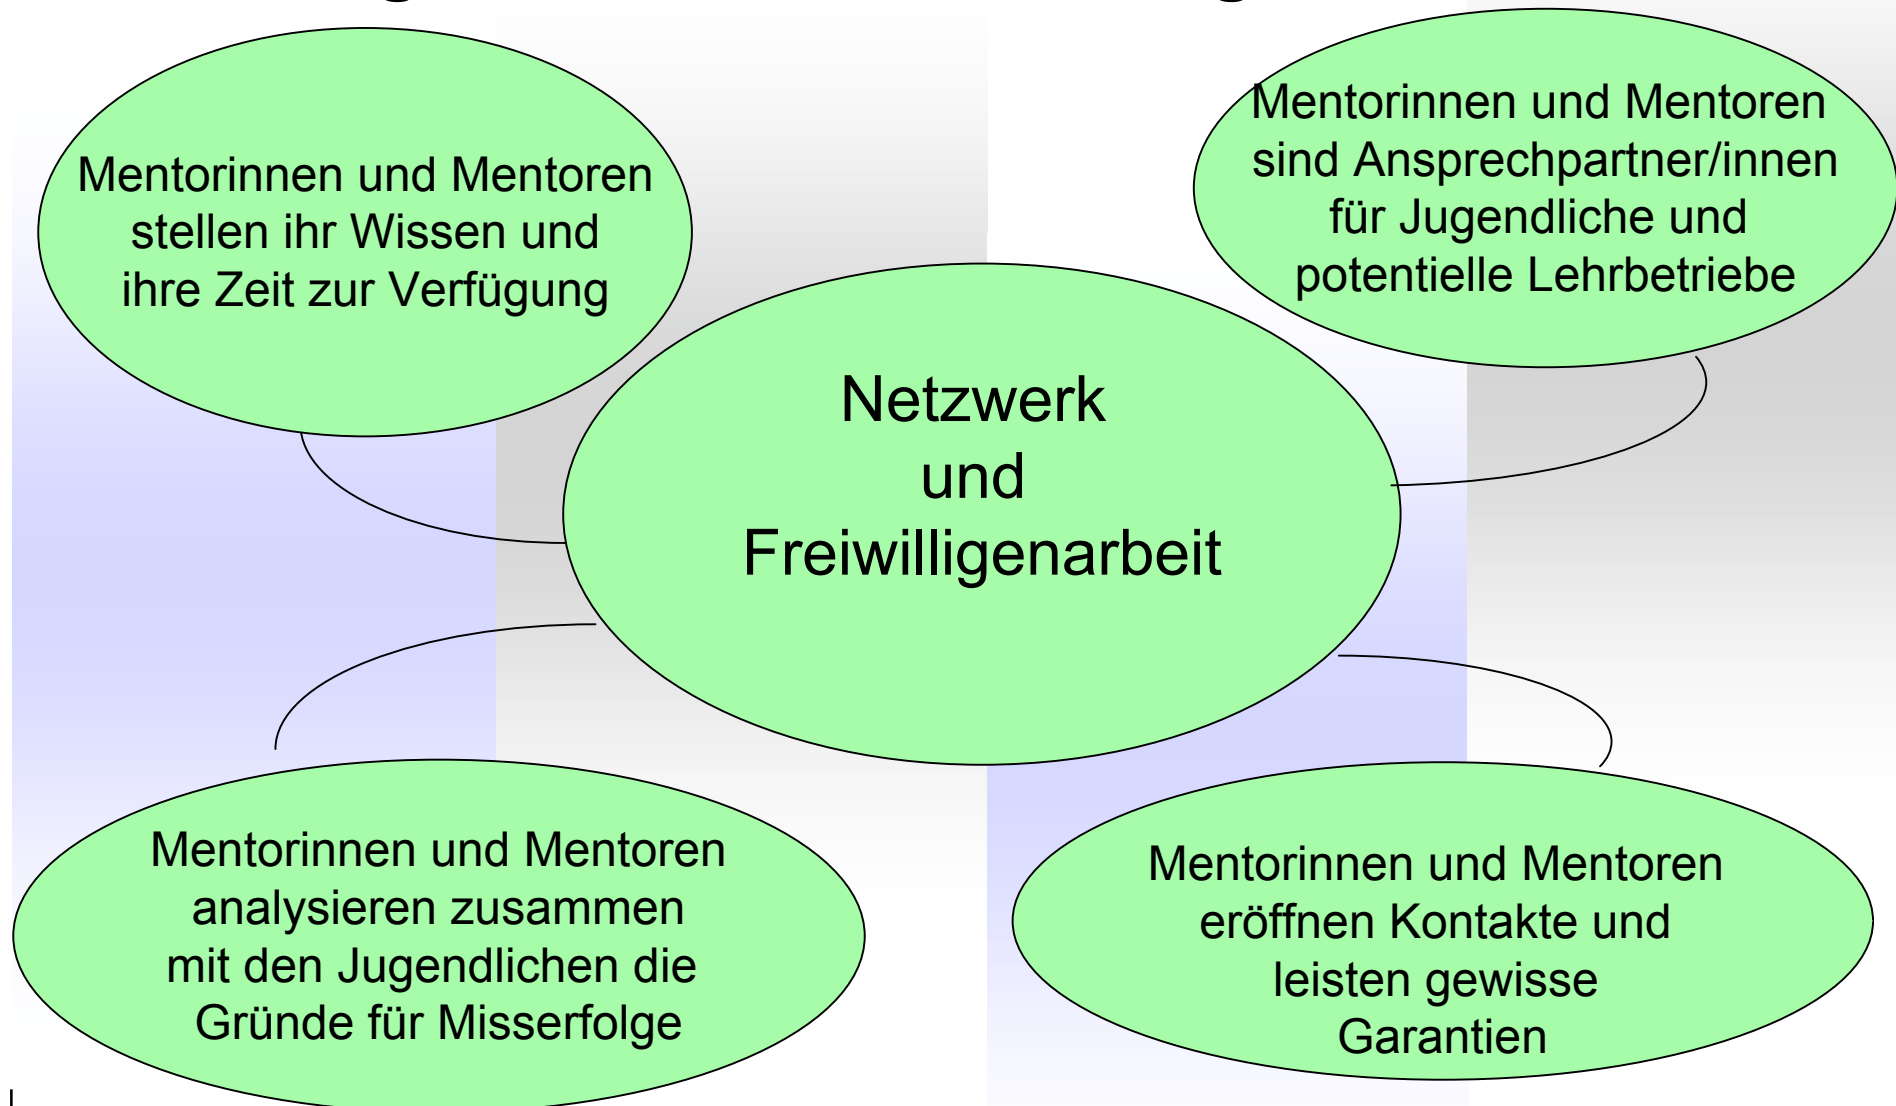 Mentorinnen und Mentoren
stellen ihr Wissen und
ihre Zeit zur Verfügung
Mentorinnen und Mentoren
sind Ansprechpartner/innen
für Jugendliche und
potentielle Lehrbetriebe
Netzwerk
und
Freiwilligenarbeit
Mentorinnen und Mentoren
analysieren zusammen
mit den Jugendlichen die
Gründe für Misserfolge
Mentorinnen und Mentoren
eröffnen Kontakte und
leisten gewisse
Garantien